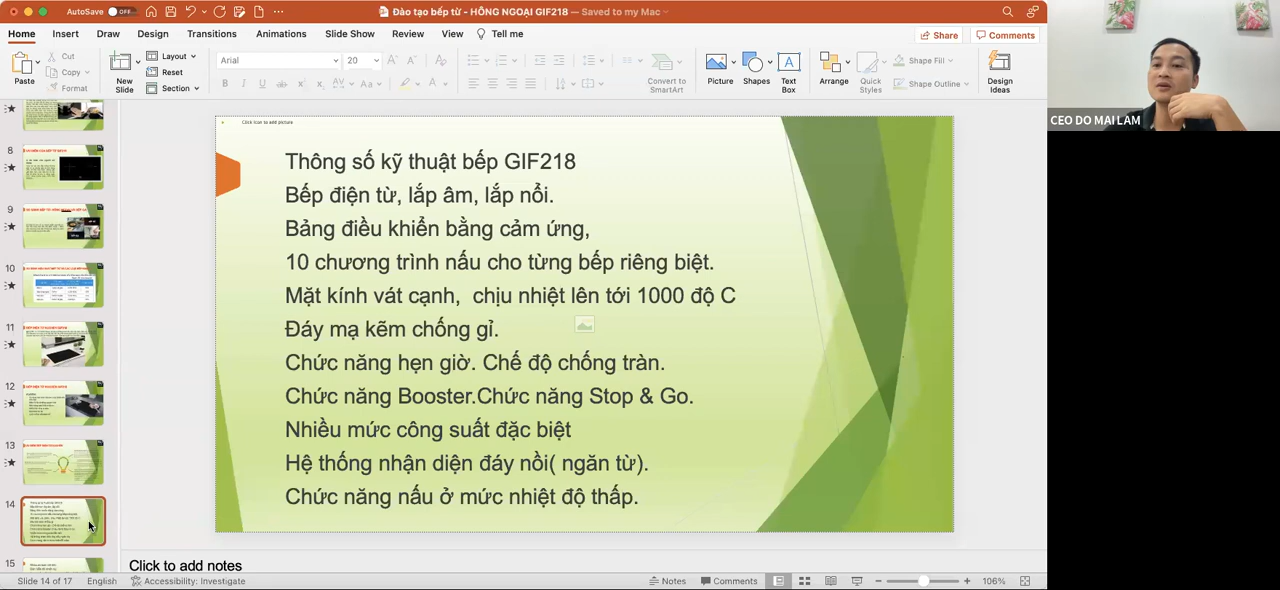 AutoSave OFF
Đào tạo bếp từ - HỒNG NGOẠI GIF218 — Saved to my Mac
Home Insert Draw Design Transitions Animations Slide Show Review View Tell me Share Comments
Paste Cut Copy Format New Slide Layout Reset Section Arial 20 Convert to SmartArt Picture Shapes Text Box Arrange Quick Styles Shape Fill Shape Outline Design Ideas
CEO DO MAI LAM
8
9
10
11
12
13
14
15
Click icon to add picture
Thông số kỹ thuật bếp GIF218
Bếp điện từ, lắp âm, lắp nổi.
Bảng điều khiển bằng cảm ứng,
10 chương trình nấu cho từng bếp riêng biệt.
Mặt kính vát cạnh, chịu nhiệt lên tới 1000 độ C
Đáy mạ kẽm chống gỉ.
Chức năng hẹn giờ. Chế độ chống tràn.
Chức năng Booster.Chức năng Stop & Go.
Nhiều mức công suất đặc biệt
Hệ thống nhận diện đáy nồi( ngăn từ).
Chức năng nấu ở mức nhiệt độ thấp.
Click to add notes
Slide 14 of 17 English Accessibility: Investigate Notes Comments 106%